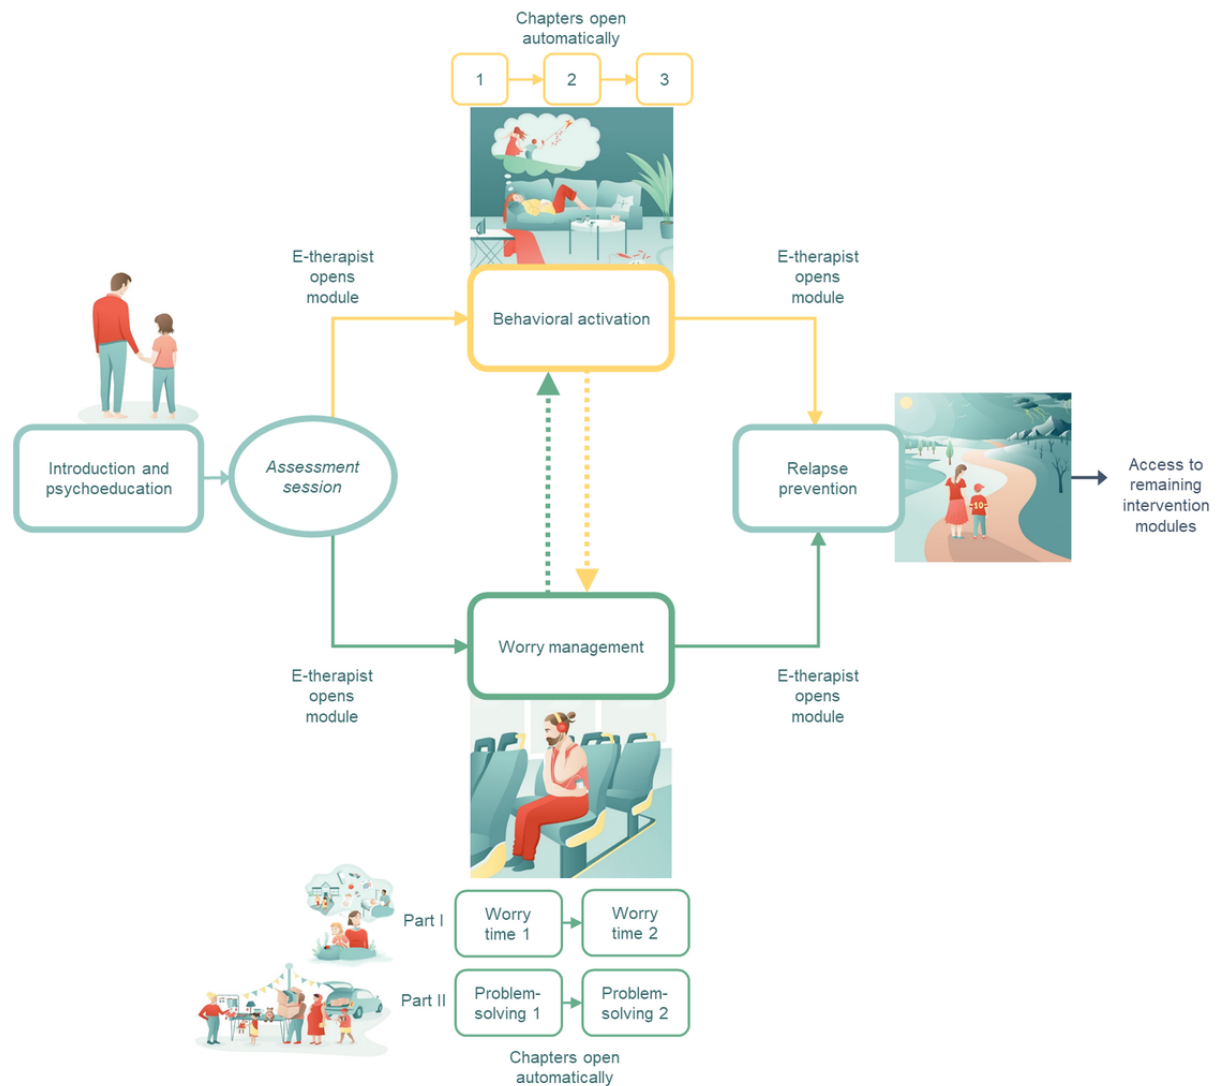 Chapters open
automatically
1
2
3
E-therapist
opens
module
E-therapist
opens
module
Behavioral activation
Introduction and
psychoeducation
Assessment
session
Relapse
prevention
-10-
Access to
remaining
intervention
modules
Worry management
E-therapist
opens
module
E-therapist
opens
module
Part I
Worry
time 1
Worry
time 2
Part II
Problem-
solving 1
Problem-
solving 2
Chapters open
automatically